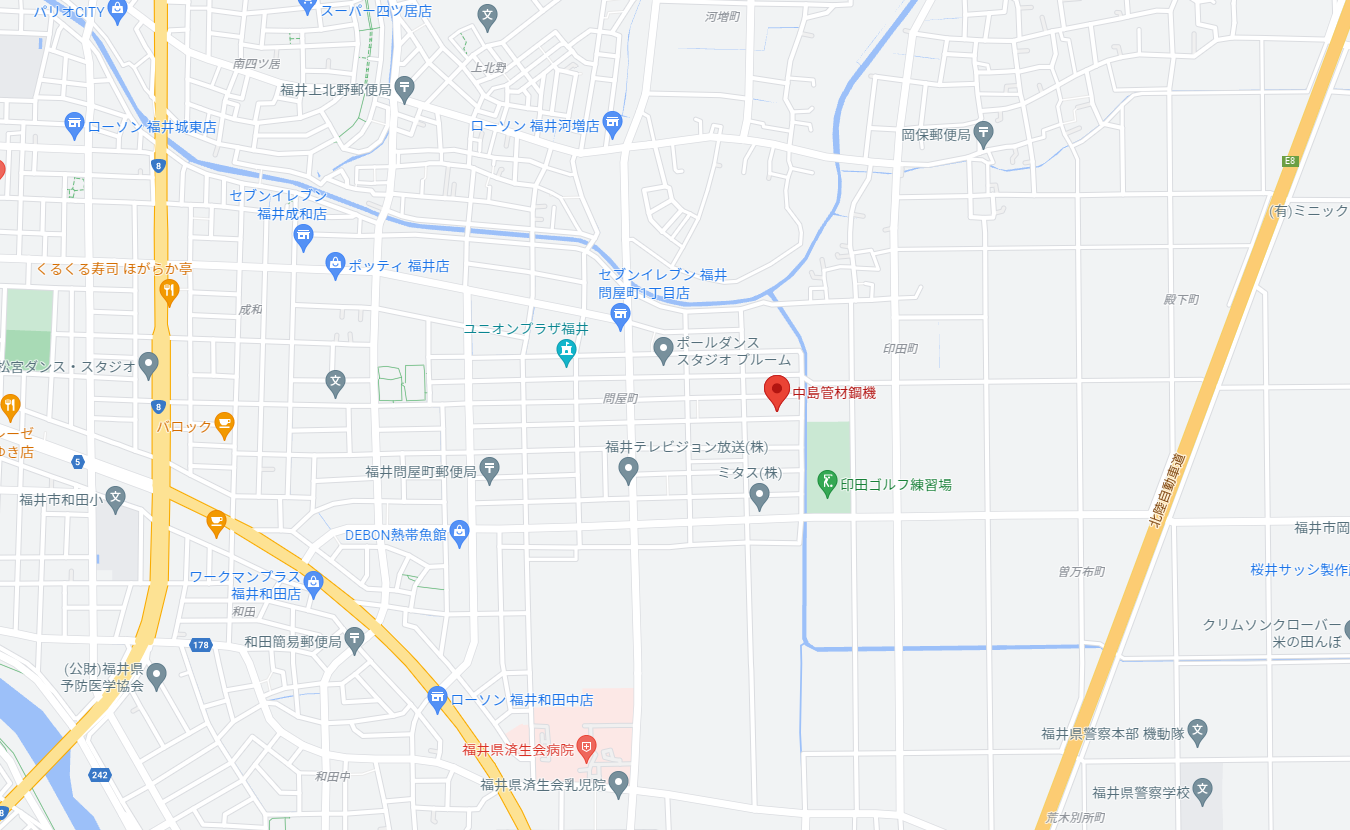 パリオCITY
スーパー四ツ居店
河増町
南四ツ居
上北野
福井上北野郵便局
ローソン 福井城東店
ローソン 福井河増店
岡保郵便局
8
E8
セブンイレブン
福井成和店
(有)ミニック
くるくる寿司 ほがらか亭
ポッティ 福井店
セブンイレブン 福井
問屋町1丁目店
殿下町
成和
ユニオンプラザ福井
ポールダンス
スタジオ ブルーム
印田町
松宮ダンス・スタジオ
中島管材鋼機
問屋町
8
バロック
レーゼ
ゆき店
福井テレビジョン放送(株)
5
福井問屋町郵便局
ミタス(株)
印田ゴルフ練習場
北陸自動車道
福井市和田小
福井市岡
DEBON熱帯魚館
曽万布町
桜井サッシ製作
ワークマンプラス
福井和田店
和田
クリムソンクローバー
米の田んぼ
178
和田簡易郵便局
(公財)福井県
予防医学協会
ローソン 福井和田中店
福井県警察本部 機動隊
福井県済生会病院
242
和田中
福井県済生会乳児院
福井県警察学校
8
荒木別所町